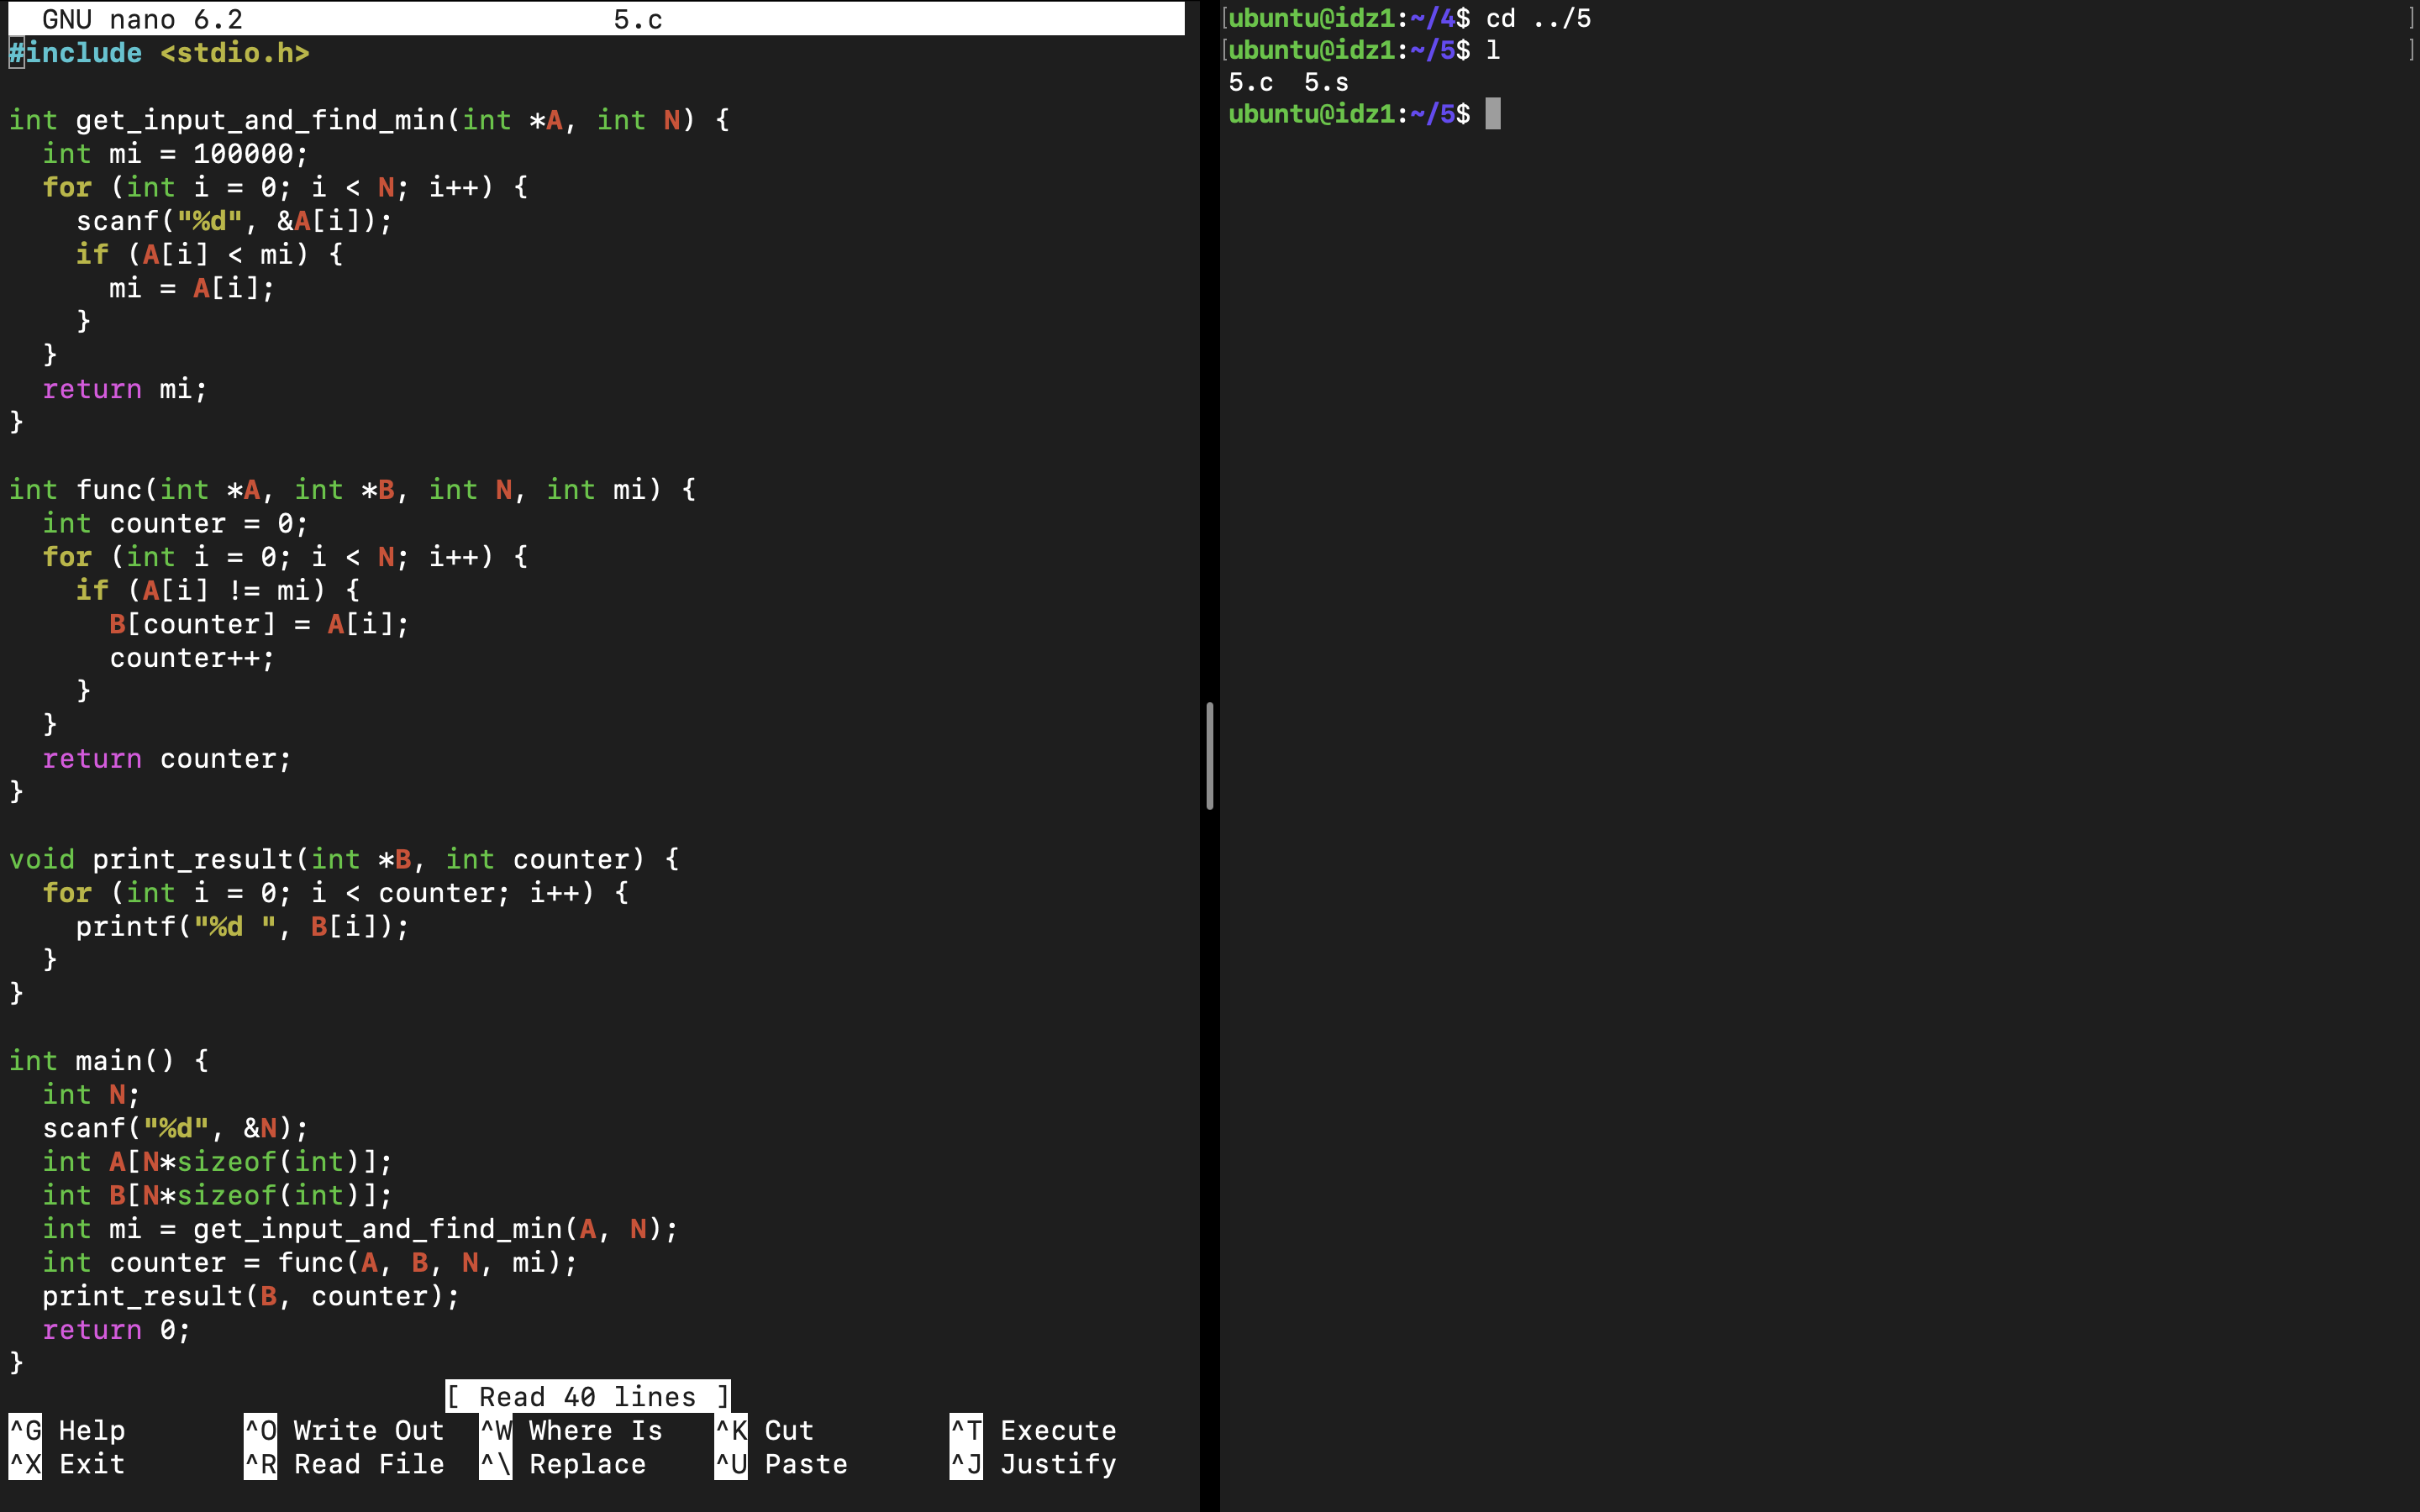 GNU nano 6.2 5.c
#include <stdio.h>
int get_input_and_find_min(int *A, int N) {
  int mi = 100000;
  for (int i = 0; i < N; i++) {
    scanf("%d", &A[i]);
    if (A[i] < mi) {
      mi = A[i];
    }
  }
  return mi;
}
int func(int *A, int *B, int N, int mi) {
  int counter = 0;
  for (int i = 0; i < N; i++) {
    if (A[i] != mi) {
      B[counter] = A[i];
      counter++;
    }
  }
  return counter;
}
void print_result(int *B, int counter) {
  for (int i = 0; i < counter; i++) {
    printf("%d ", B[i]);
  }
}
int main() {
  int N;
  scanf("%d", &N);
  int A[N*sizeof(int)];
  int B[N*sizeof(int)];
  int mi = get_input_and_find_min(A, N);
  int counter = func(A, B, N, mi);
  print_result(B, counter);
  return 0;
}
[ Read 40 lines ]
^G Help ^O Write Out ^W Where Is ^K Cut ^T Execute
^X Exit ^R Read File ^\ Replace ^U Paste ^J Justify
[ubuntu@idz1:~/4$ cd ../5 ]
[ubuntu@idz1:~/5$ l ]
5.c  5.s
ubuntu@idz1:~/5$